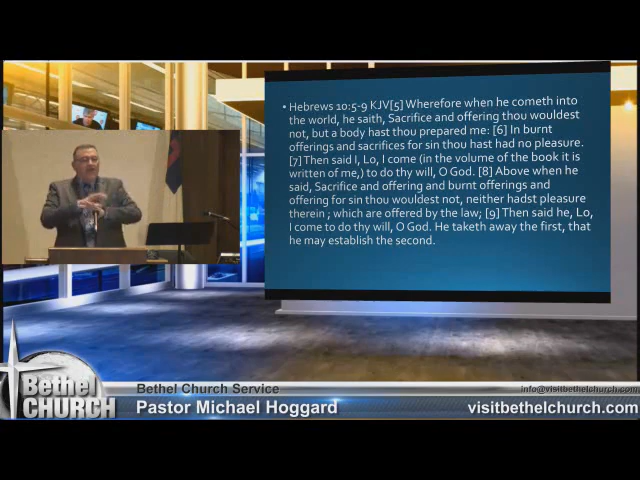 • Hebrews 10:5-9 KJV[5] Wherefore when he cometh into
the world, he saith, Sacrifice and offering thou wouldest
not, but a body hast thou prepared me: [6] In burnt
offerings and sacrifices for sin thou hast had no pleasure.
[7] Then said I, Lo, I come (in the volume of the book it is
written of me,) to do thy will, O God. [8] Above when he
said, Sacrifice and offering and burnt offerings and
offering for sin thou wouldest not, neither hadst pleasure
therein ; which are offered by the law; [9] Then said he, Lo,
I come to do thy will, O God. He taketh away the first, that
he may establish the second.
Bethel
CHURCH
Bethel Church Service
info@visitbethelchurch.com
Pastor Michael Hoggard
visitbethelchurch.com